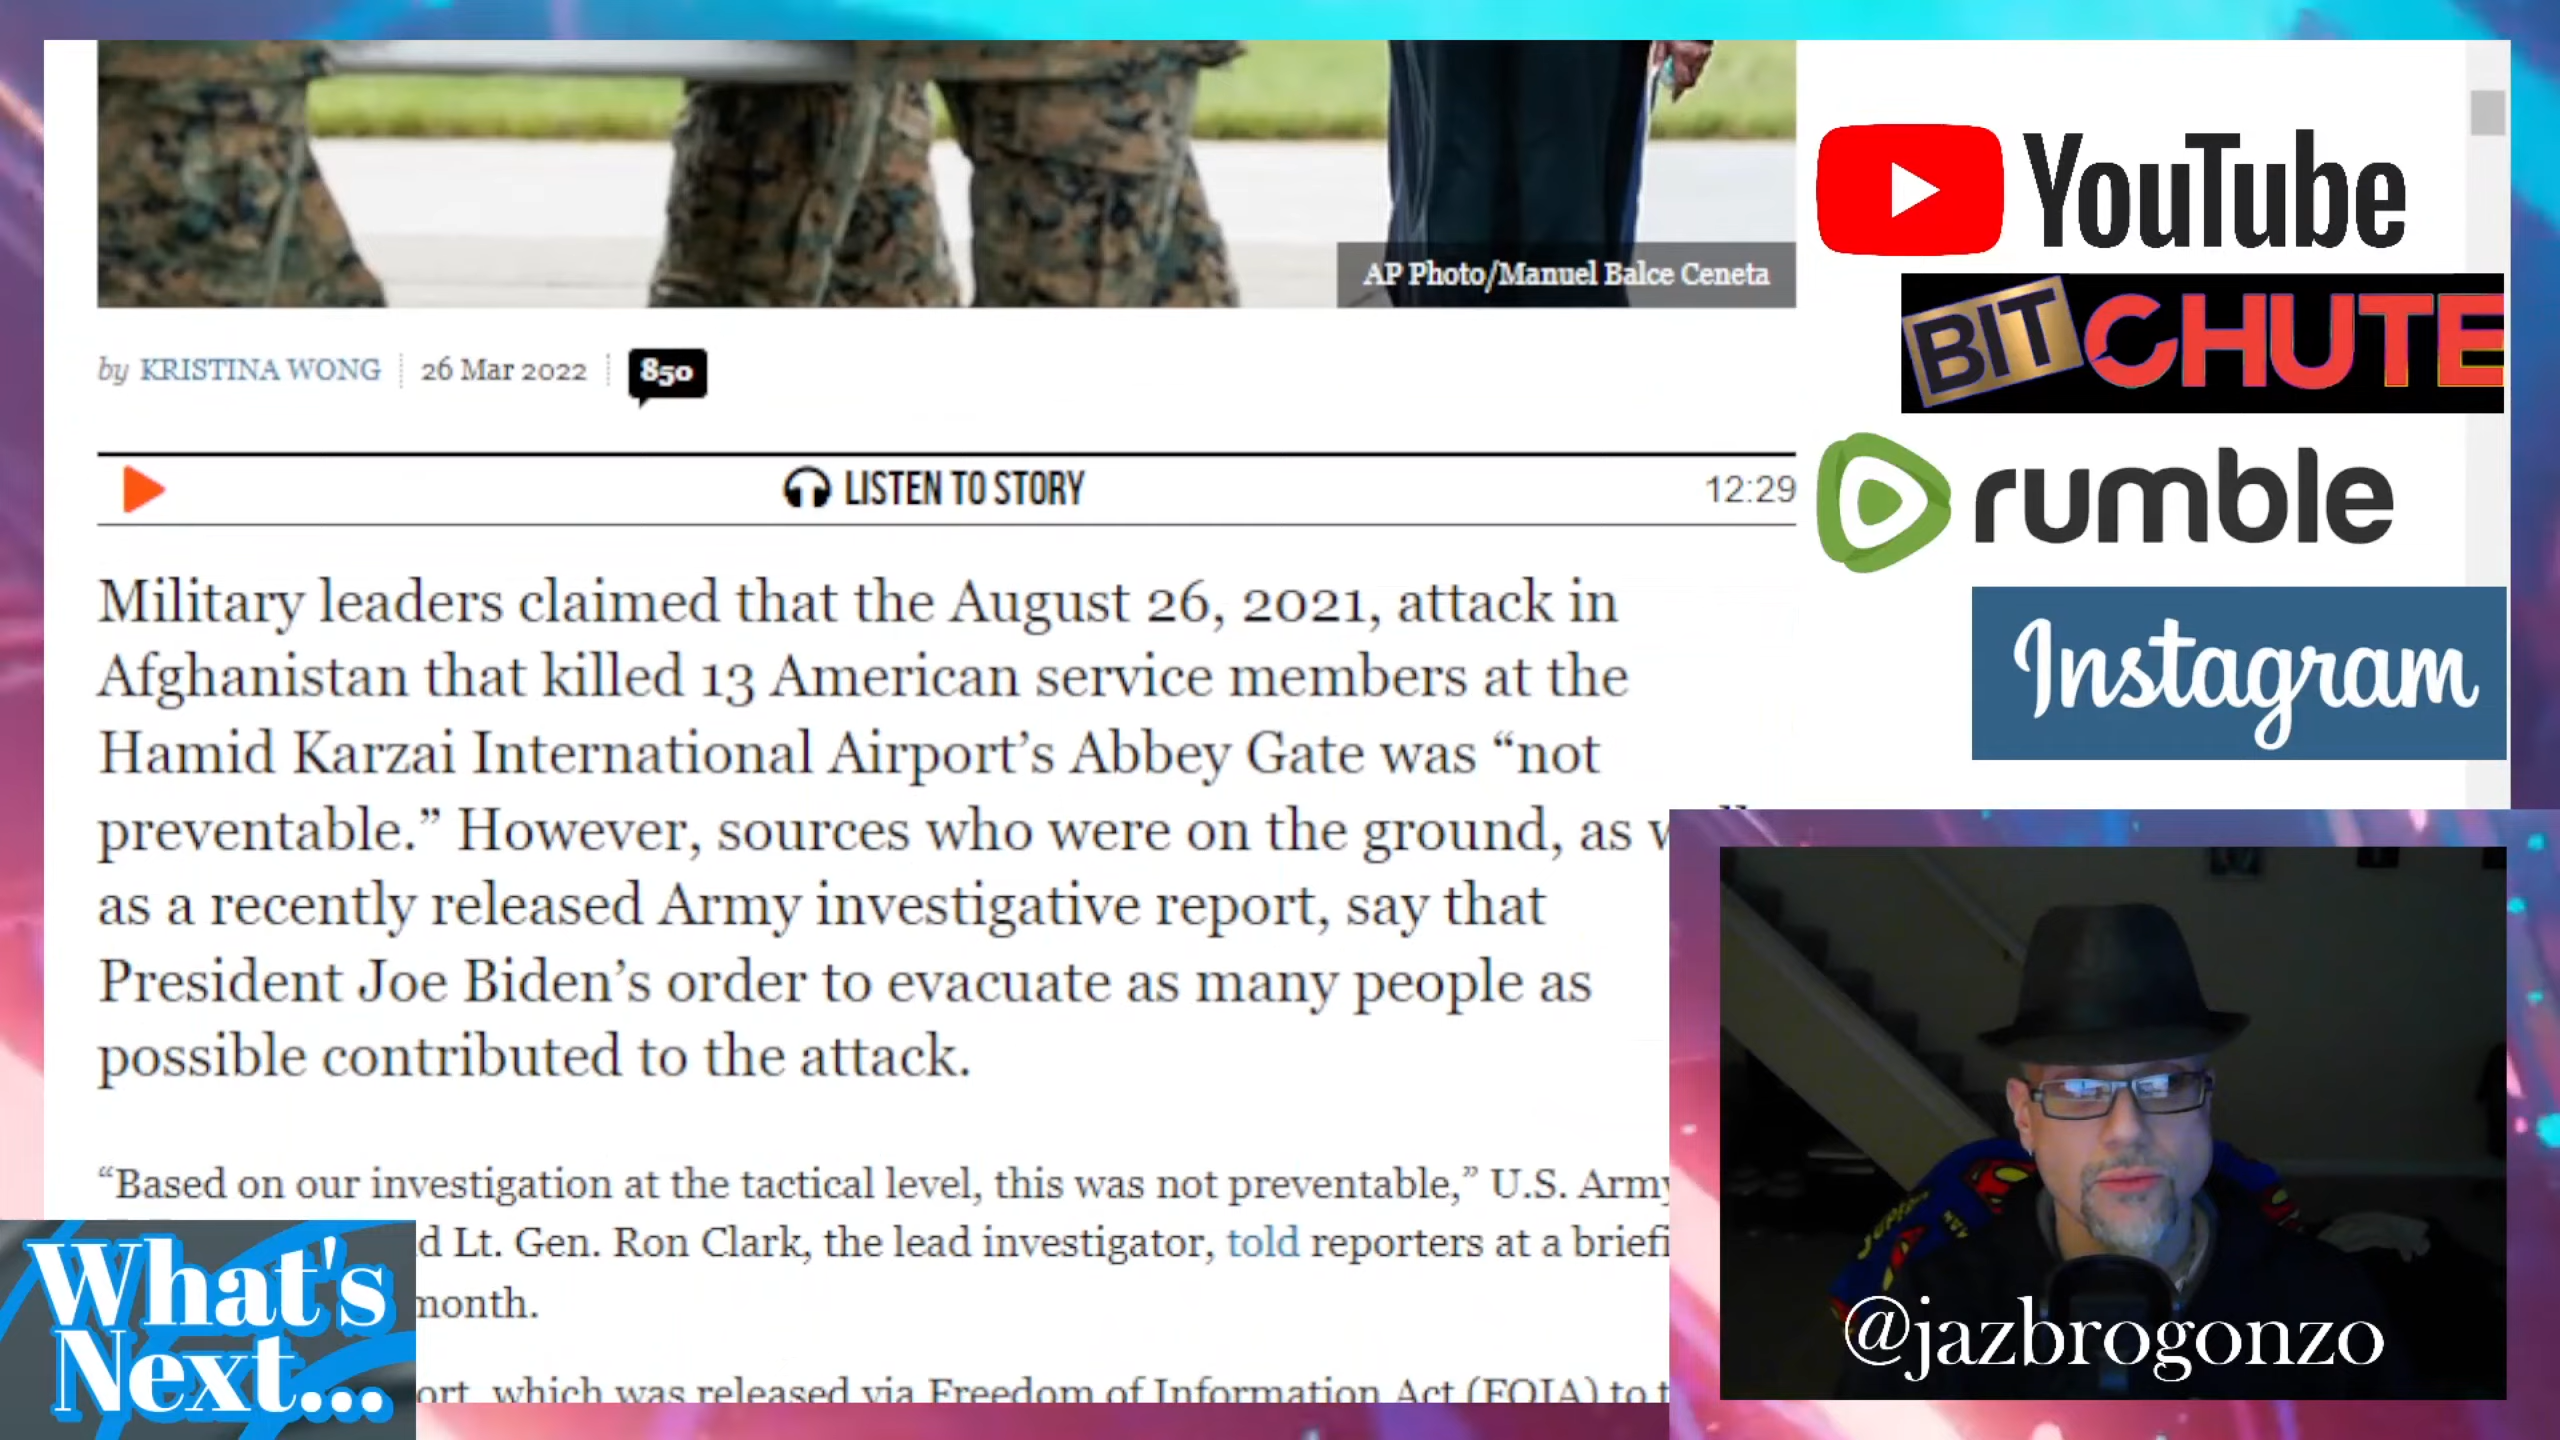 AP Photo/Manuel Balce Ceneta
YouTube
BITCHUTE
rumble
Instagram
by KRISTINA WONG 26 Mar 2022 850
LISTEN TO STORY 12:29
Military leaders claimed that the August 26, 2021, attack in
Afghanistan that killed 13 American service members at the
Hamid Karzai International Airport’s Abbey Gate was “not
preventable.” However, sources who were on the ground, as
as a recently released Army investigative report, say that
President Joe Biden’s order to evacuate as many people as
possible contributed to the attack.
“Based on our investigation at the tactical level, this was not preventable,” U.S. Army
Lt. Gen. Ron Clark, the lead investigator, told reporters at a
month.
which was released via Freedom of Information Act (FOIA) to
What's
Next...
SUPERMAN
@jazbrogonzo